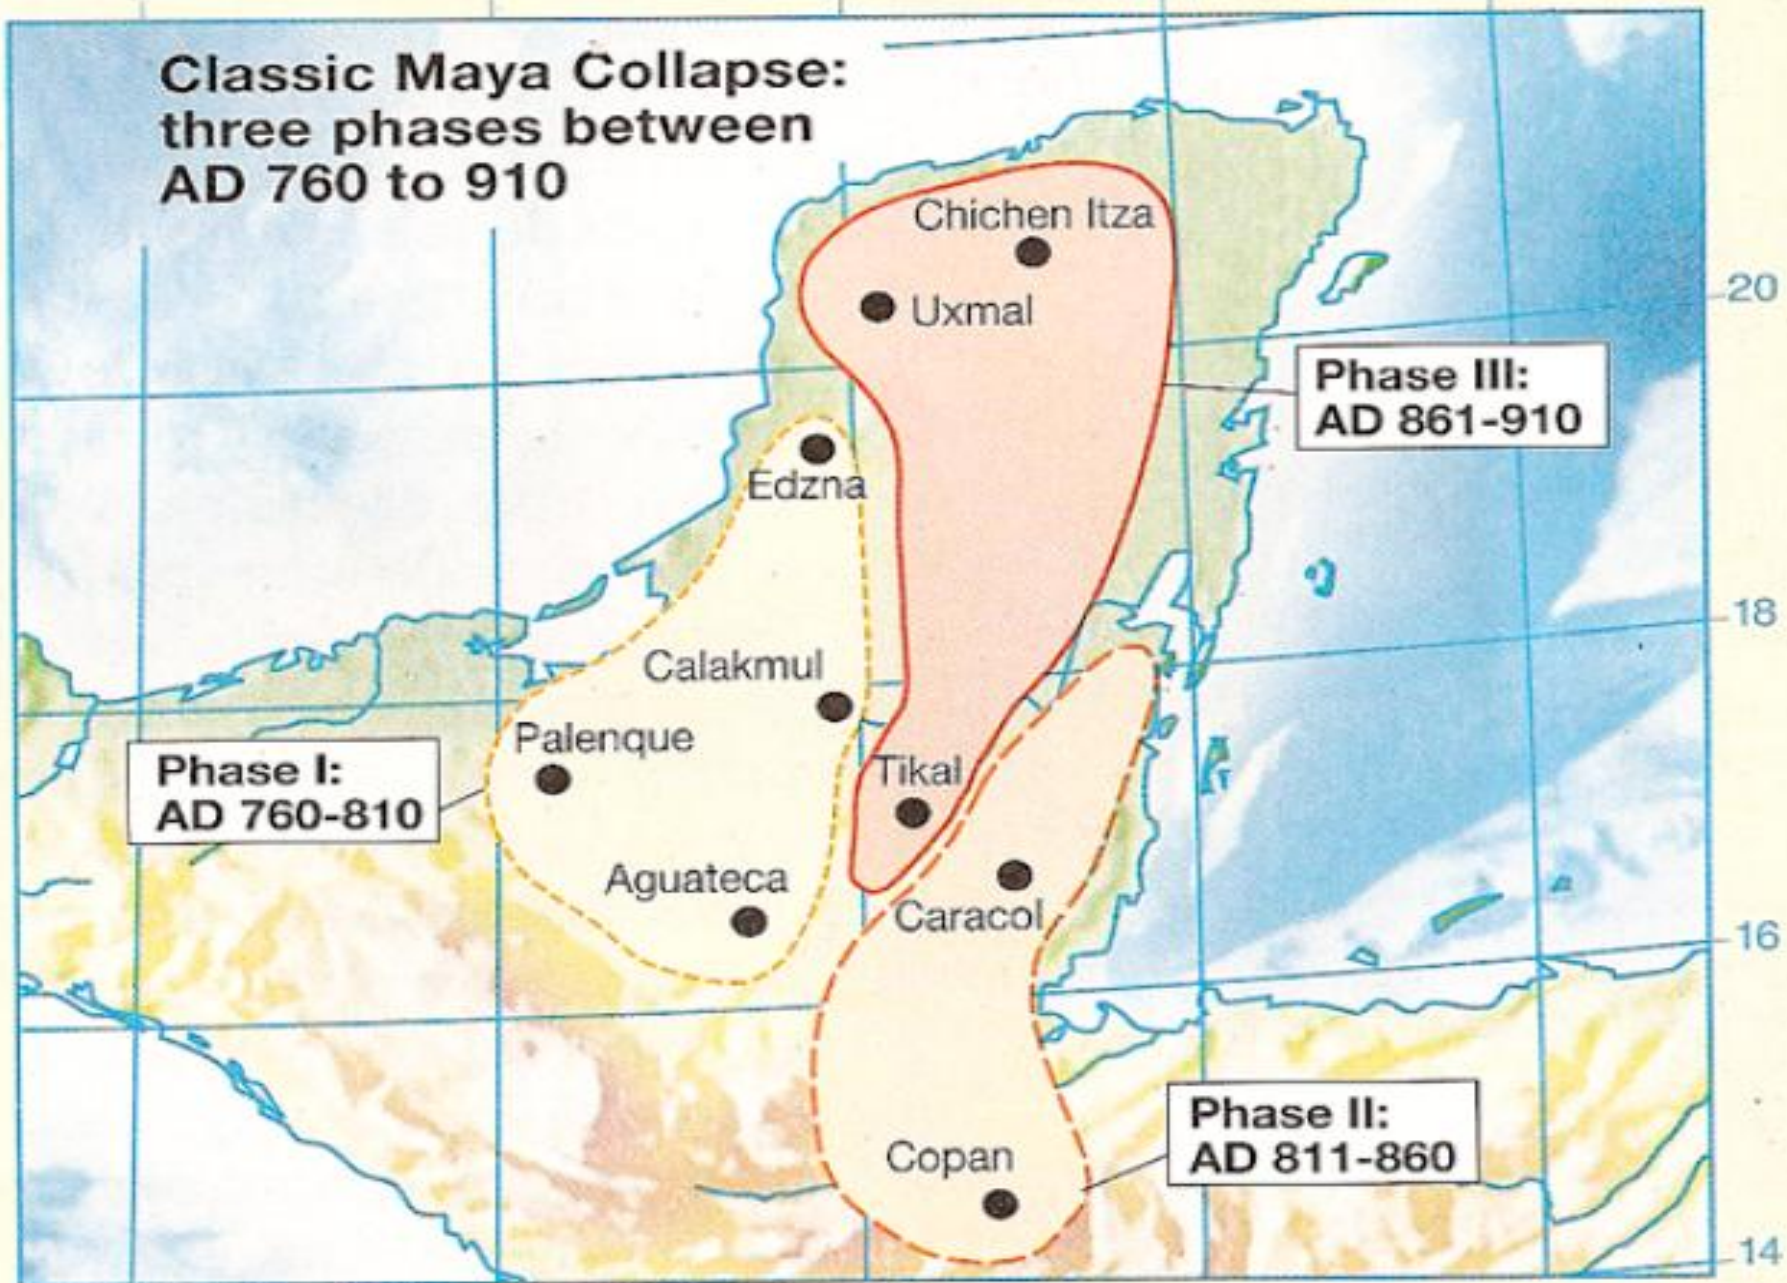 Classic Maya Collapse:
three phases between
AD 760 to 910
Chichen Itza
Uxmal
20
Phase III:
AD 861-910
Edzna
18
Calakmul
Palenque
Phase I:
AD 760-810
Tikal
Aguateca
Caracol
16
Phase II:
AD 811-860
Copan
14